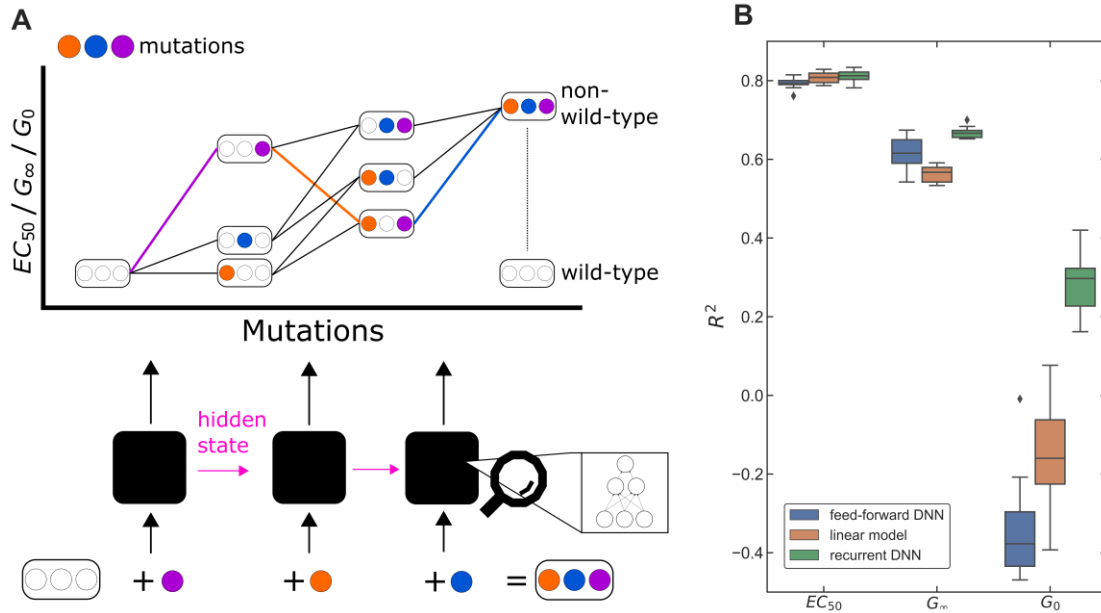 A
mutations
EC₅₀ / G∞ / G₀
non-
wild-type
wild-type
Mutations
hidden
state
+ + + =
B
0.8
0.6
0.4
0.2
0.0
−0.2
−0.4
R²
feed-forward DNN
linear model
recurrent DNN
EC₅₀ G∞ G₀